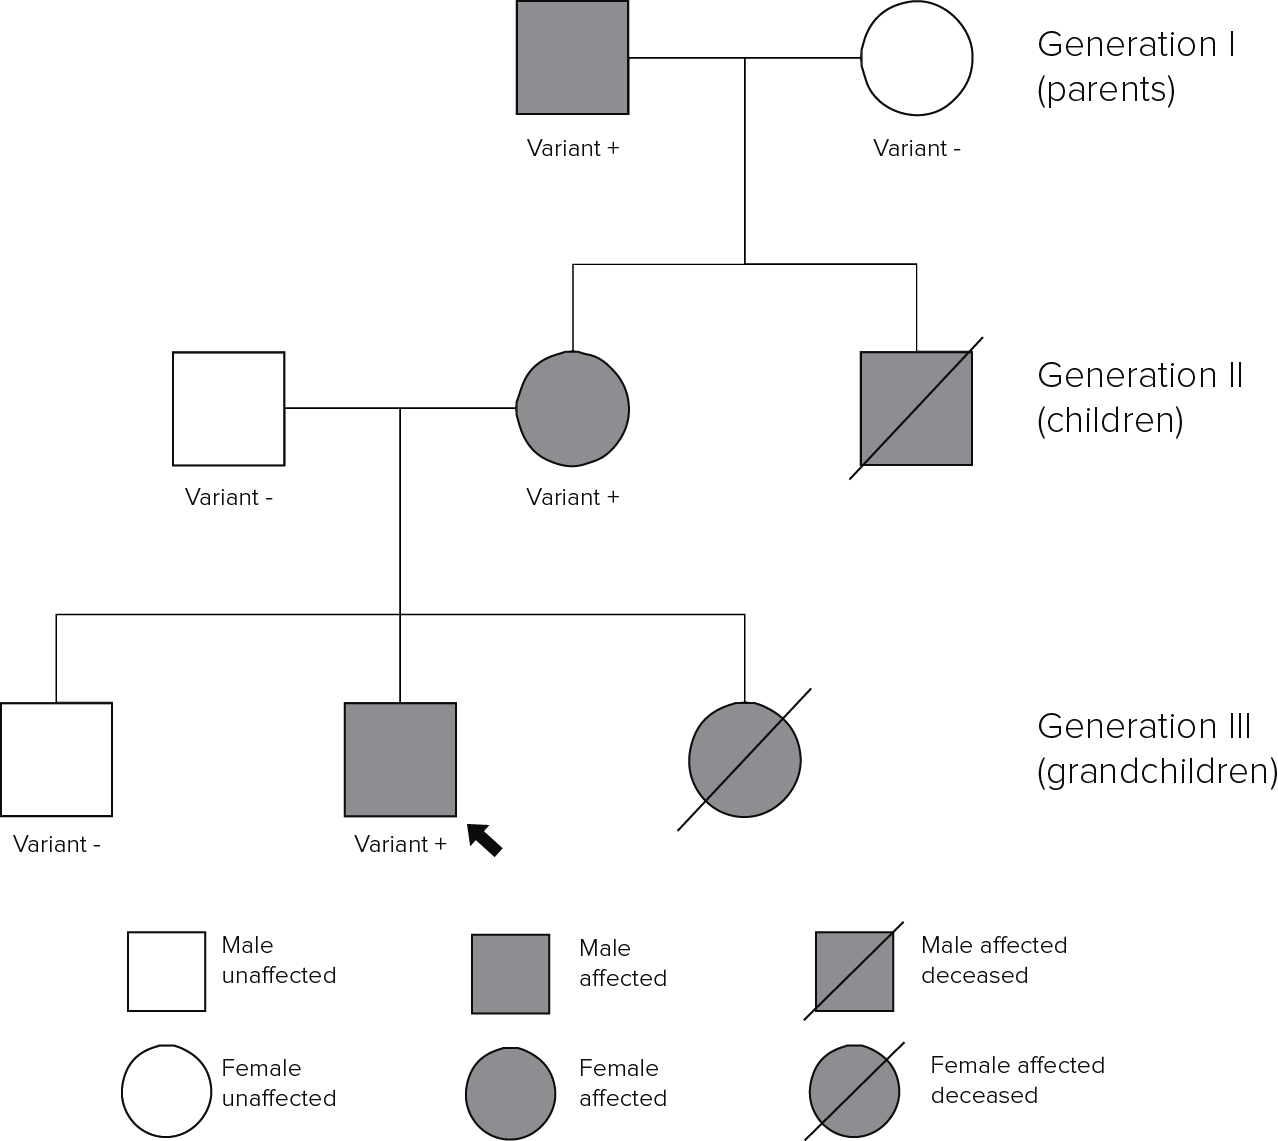 Generation I
(parents)
Variant +
Variant -
Generation II
(children)
Variant -
Variant +
Generation III
(grandchildren)
Variant -
Variant +
Male
unaffected
Male
affected
Male affected
deceased
Female
unaffected
Female
affected
Female affected
deceased